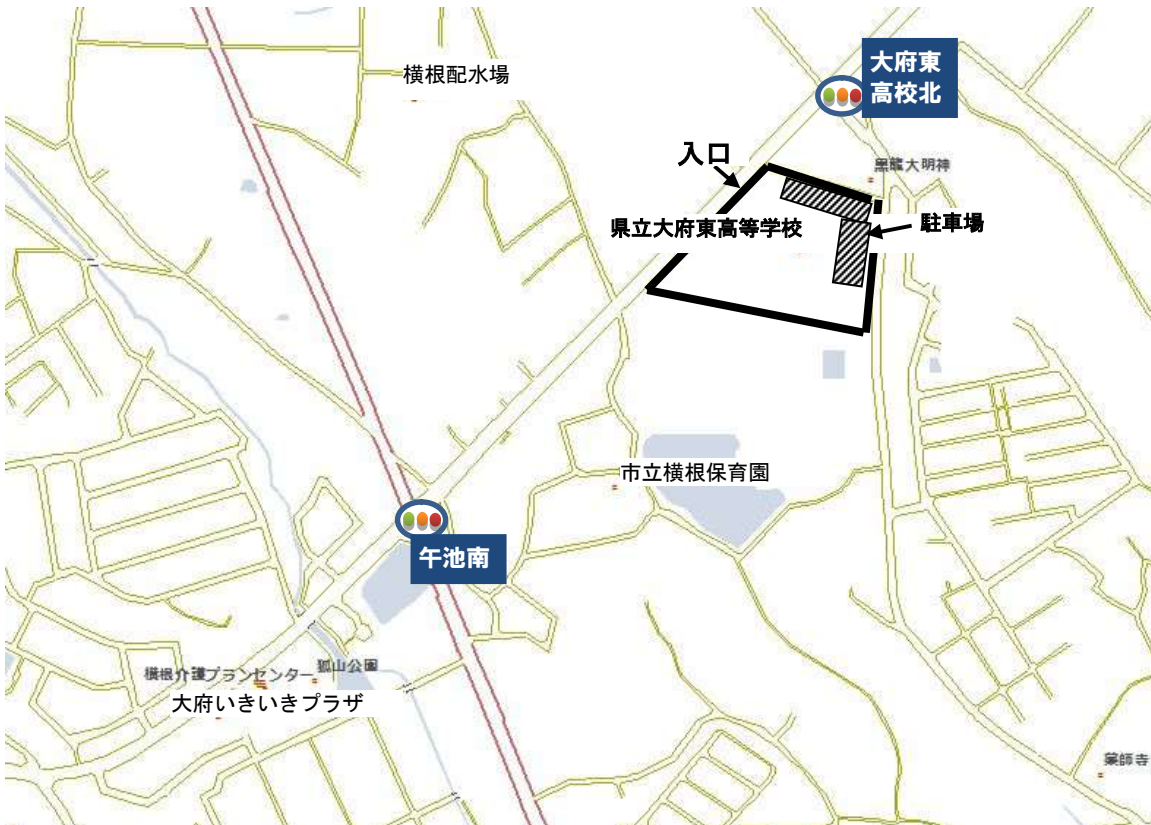 大府東
高校北
横根配水場
入口
黒龍大明神
県立大府東高等学校
駐車場
市立横根保育園
午池南
狐山公園
横根介護プランセンター
大府いきいきプラザ
薬師寺